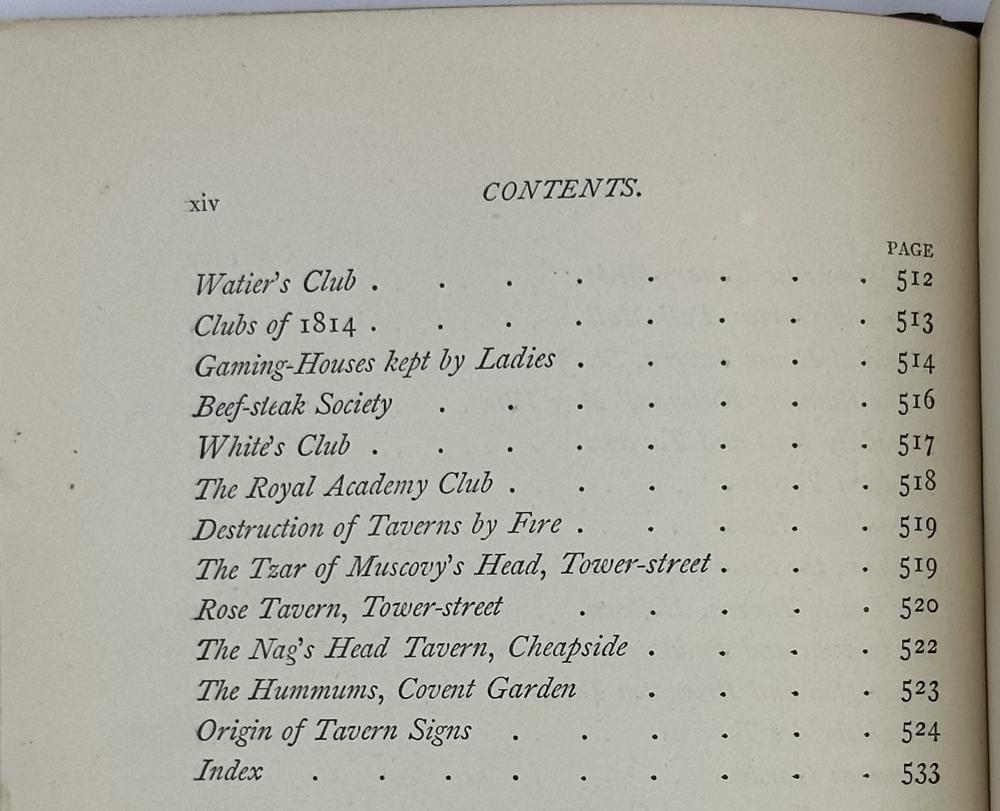 xiv CONTENTS.
PAGE
Watier's Club . . . . . . . . 512
Clubs of 1814 . . . . . . . . 513
Gaming-Houses kept by Ladies . . . . . 514
Beef-steak Society . . . . . . . 516
White's Club . . . . . . . . 517
The Royal Academy Club . . . . . . 518
Destruction of Taverns by Fire . . . . . 519
The Tzar of Muscovy's Head, Tower-street . . . 519
Rose Tavern, Tower-street . . . . . 520
The Nag's Head Tavern, Cheapside . . . . 522
The Hummums, Covent Garden . . . . 523
Origin of Tavern Signs . . . . . . 524
Index . . . . . . . . . 533